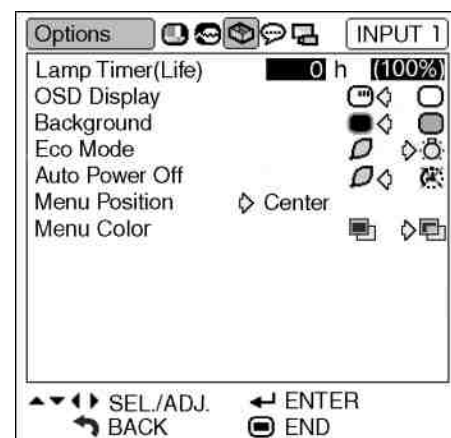 Options INPUT 1
Lamp Timer(Life) 0 h (100%)
OSD Display
Background
Eco Mode
Auto Power Off
Menu Position Center
Menu Color
SEL./ADJ. ENTER
BACK END